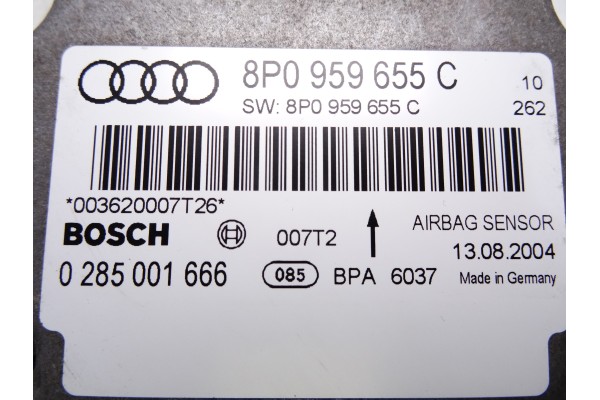 8P0 959 655 C 10
SW: 8P0 959 655 C 262
*003620007T26*
BOSCH 007T2 AIRBAG SENSOR
13.08.2004
0 285 001 666 085 BPA 6037 Made in Germany